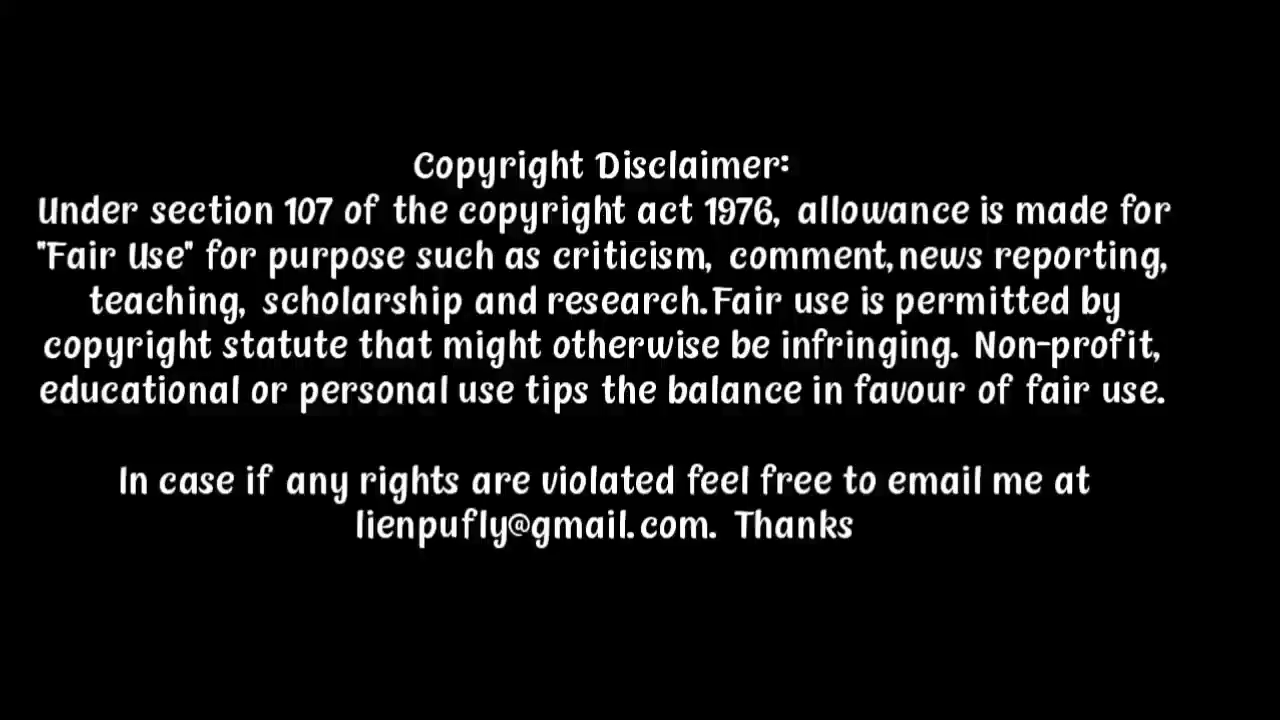 Copyright Disclaimer:
Under section 107 of the copyright act 1976, allowance is made for
"Fair Use" for purpose such as criticism, comment,news reporting,
teaching, scholarship and research.Fair use is permitted by
copyright statute that might otherwise be infringing. Non-profit,
educational or personal use tips the balance in favour of fair use.
In case if any rights are violated feel free to email me at
lienpufly@gmail.com. Thanks